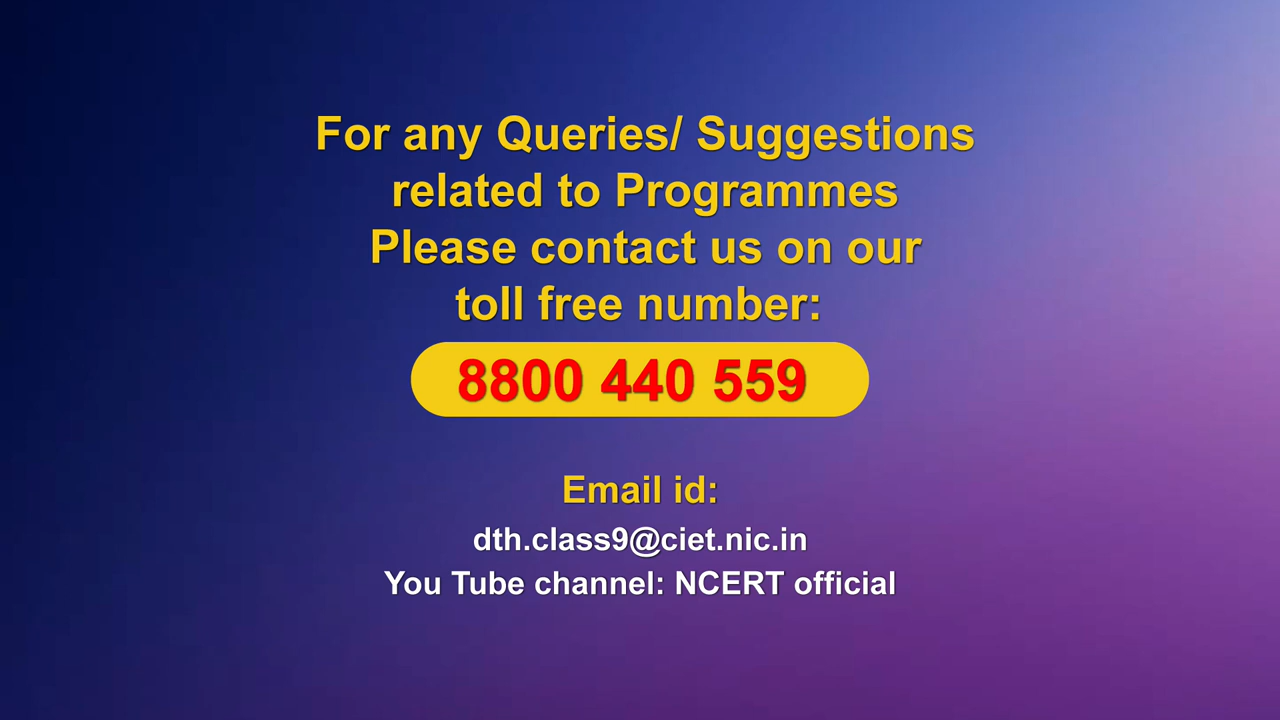 For any Queries/ Suggestions
related to Programmes
Please contact us on our
toll free number:
8800 440 559
Email id:
dth.class9@ciet.nic.in
You Tube channel: NCERT official